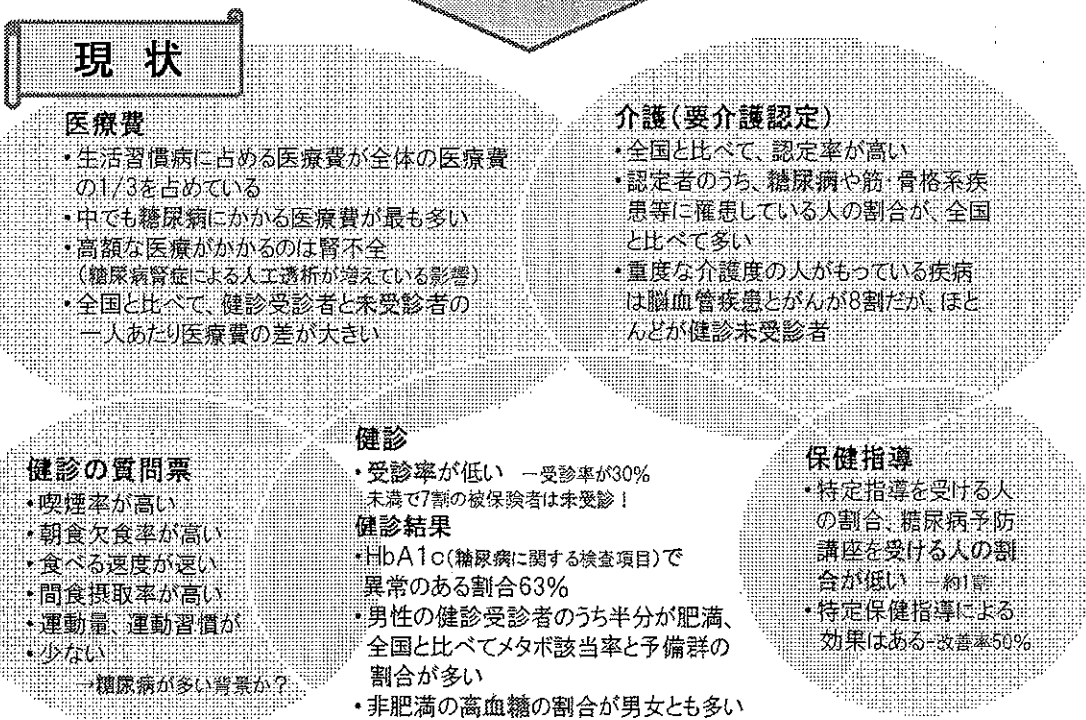 現 状
医療費
・生活習慣病に占める医療費が全体の医療費
の1/3を占めている
・中でも糖尿病にかかる医療費が最も多い
・高額な医療がかかるのは腎不全
（糖尿病腎症による人工透析が増えている影響）
・全国と比べて、健診受診者と未受診者の
一人あたり医療費の差が大きい
介護（要介護認定）
・全国と比べて、認定率が高い
・認定者のうち、糖尿病や筋・骨格系疾
患等に罹患している人の割合が、全国
と比べて多い
・重度な介護度の人がもっている疾病
は脳血管疾患とがんが8割だが、ほと
んどが健診未受診者
健診の質問票
・喫煙率が高い
・朝食欠食率が高い
・食べる速度が速い
・間食摂取率が高い
・運動量、運動習慣が
・少ない
→糖尿病が多い背景か？
健診
・受診率が低い －受診率が30%
未満で7割の被保険者は未受診！
健診結果
・HbA1c（糖尿病に関する検査項目）で
異常のある割合63%
・男性の健診受診者のうち半分が肥満、
全国と比べてメタボ該当率と予備群の
割合が多い
・非肥満の高血糖の割合が男女とも多い
保健指導
・特定指導を受ける人
の割合、糖尿病予防
講座を受ける人の割
合が低い －約1割
・特定保健指導による
効果はある-改善率50%